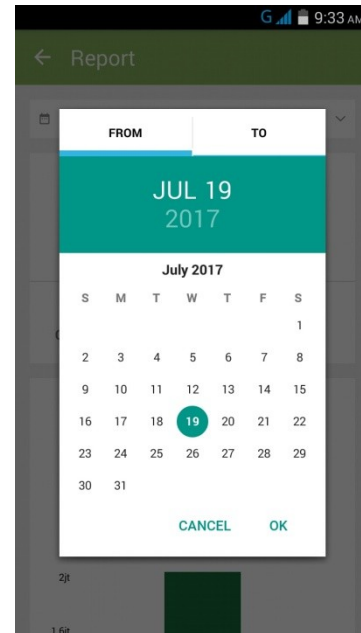 G 9:33 AM
Report
FROM TO
JUL 19
2017
July 2017
S M T W T F S
1
2 3 4 5 6 7 8
9 10 11 12 13 14 15
16 17 18 19 20 21 22
23 24 25 26 27 28 29
30 31
CANCEL OK
2jt
1.6jt